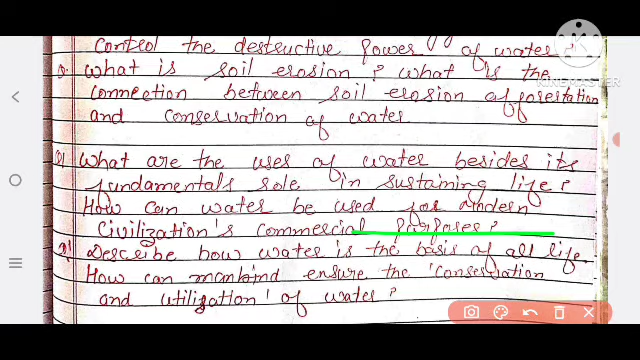 control the destructive power of water?
Q. What is soil erosion? What is the
connection between soil erosion afforestation
and conservation of water
Q1 What are the uses of water besides its
fundamentals role in sustaining life?
How can water be used for modern
civilization's commercial purposes?
Q1 Describe how water is the basis of all life.
How can mankind ensure the 'conservation
and utilization' of water?
KINEMASTER